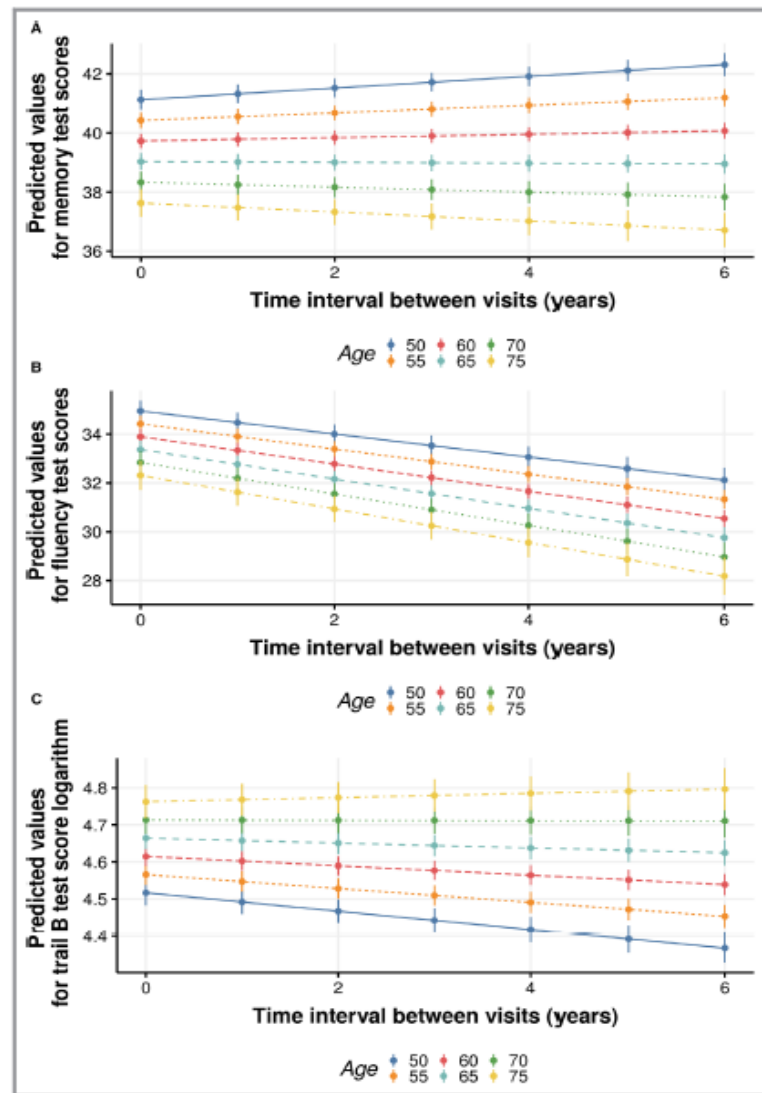 A
Predicted values
for memory test scores
42
40
38
36
0 2 4 6
Time interval between visits (years)
Age 50 60 70
55 65 75
B
Predicted values
for fluency test scores
34
32
30
28
0 2 4 6
Time interval between visits (years)
Age 50 60 70
55 65 75
C
Predicted values
for trail B test score logarithm
4.8
4.7
4.6
4.5
4.4
0 2 4 6
Time interval between visits (years)
Age 50 60 70
55 65 75